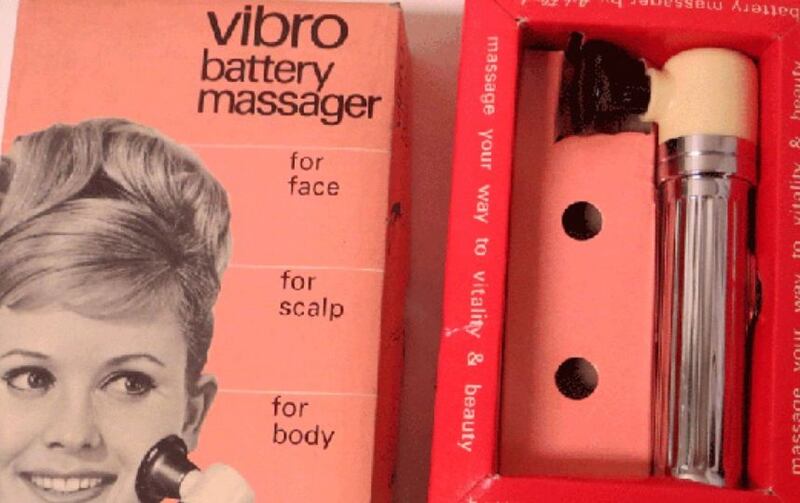 vibro
battery
massager
for
face
for
scalp
for
body
battery massager by
massage your way to vitality & beauty
massage your way to vitality & beauty